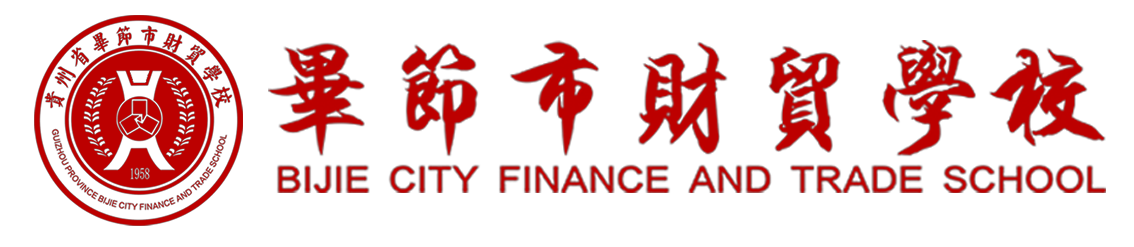 貴州省畢節市財貿學校
1958
GUIZHOU PROVINCE BIJIE CITY FINANCE AND TRADE SCHOOL
畢節市財貿學校
BIJIE CITY FINANCE AND TRADE SCHOOL